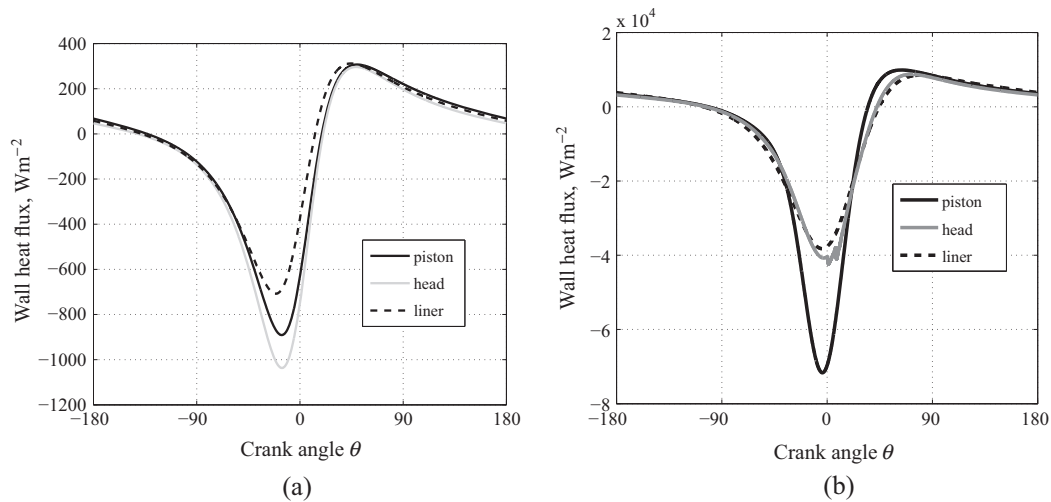 400
200
0
−200
−400
−600
−800
−1000
−1200
−180
−90
0
90
180
Wall heat flux, Wm−2
Crank angle θ
piston
head
liner
(a)
x 10⁴
2
0
−2
−4
−6
−8
−180
−90
0
90
180
Wall heat flux, Wm−2
Crank angle θ
piston
head
liner
(b)